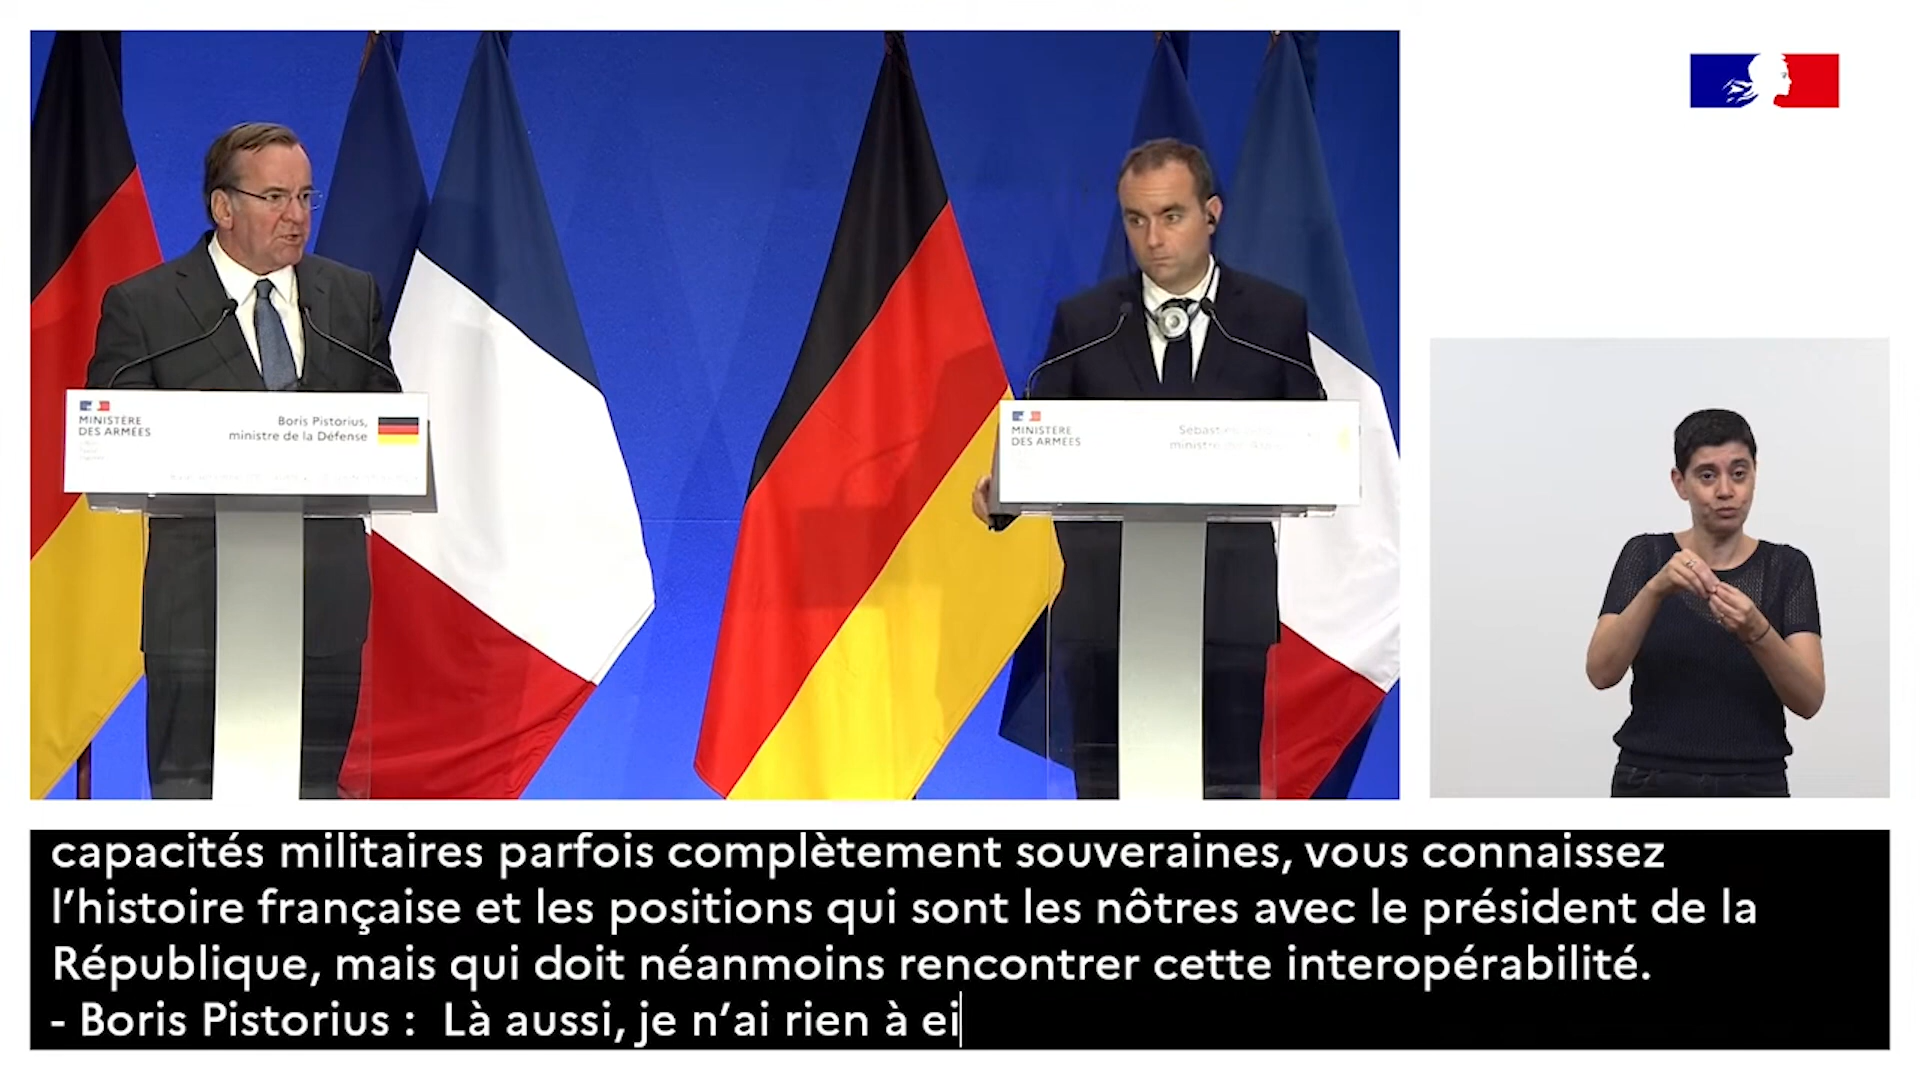 MINISTÈRE
DES ARMÉES
Boris Pistorius,
ministre de la Défense
MINISTÈRE
DES ARMÉES
capacités militaires parfois complètement souveraines, vous connaissez
l’histoire française et les positions qui sont les nôtres avec le président de la
République, mais qui doit néanmoins rencontrer cette interopérabilité.
- Boris Pistorius : Là aussi, je n’ai rien à ei